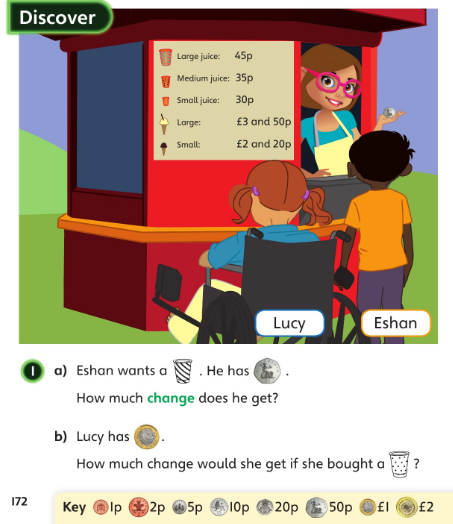 Discover
Large juice: 45p
Medium juice: 35p
Small juice: 30p
Large: £3 and 50p
Small: £2 and 20p
Lucy Eshan
1 a) Eshan wants a . He has .
How much change does he get?
b) Lucy has .
How much change would she get if she bought a ?
172 Key 1p 2p 5p 10p 20p 50p £1 £2